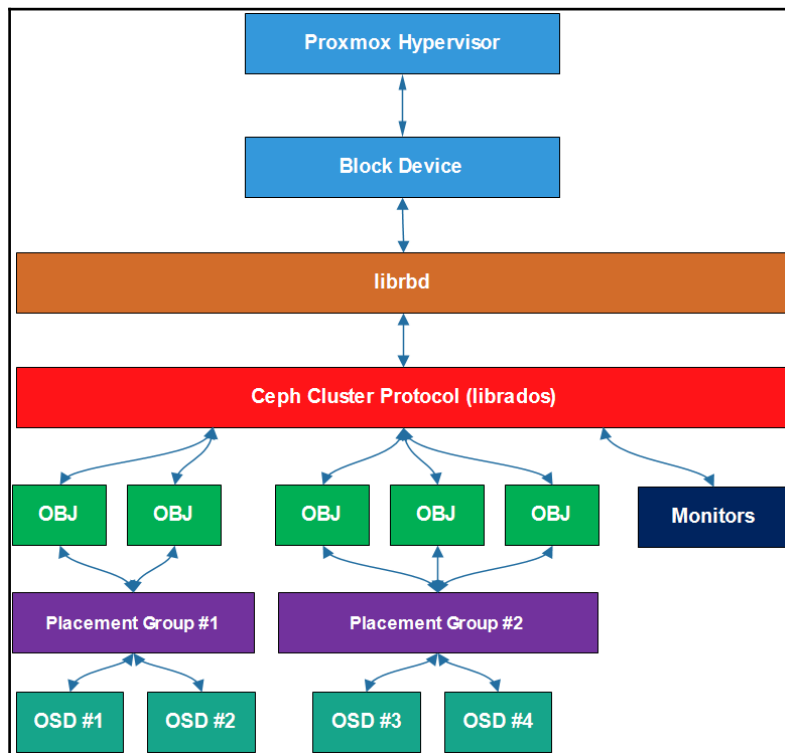 Proxmox Hypervisor
Block Device
librbd
Ceph Cluster Protocol (librados)
OBJ
OBJ
OBJ
OBJ
OBJ
Monitors
Placement Group #1
Placement Group #2
OSD #1
OSD #2
OSD #3
OSD #4